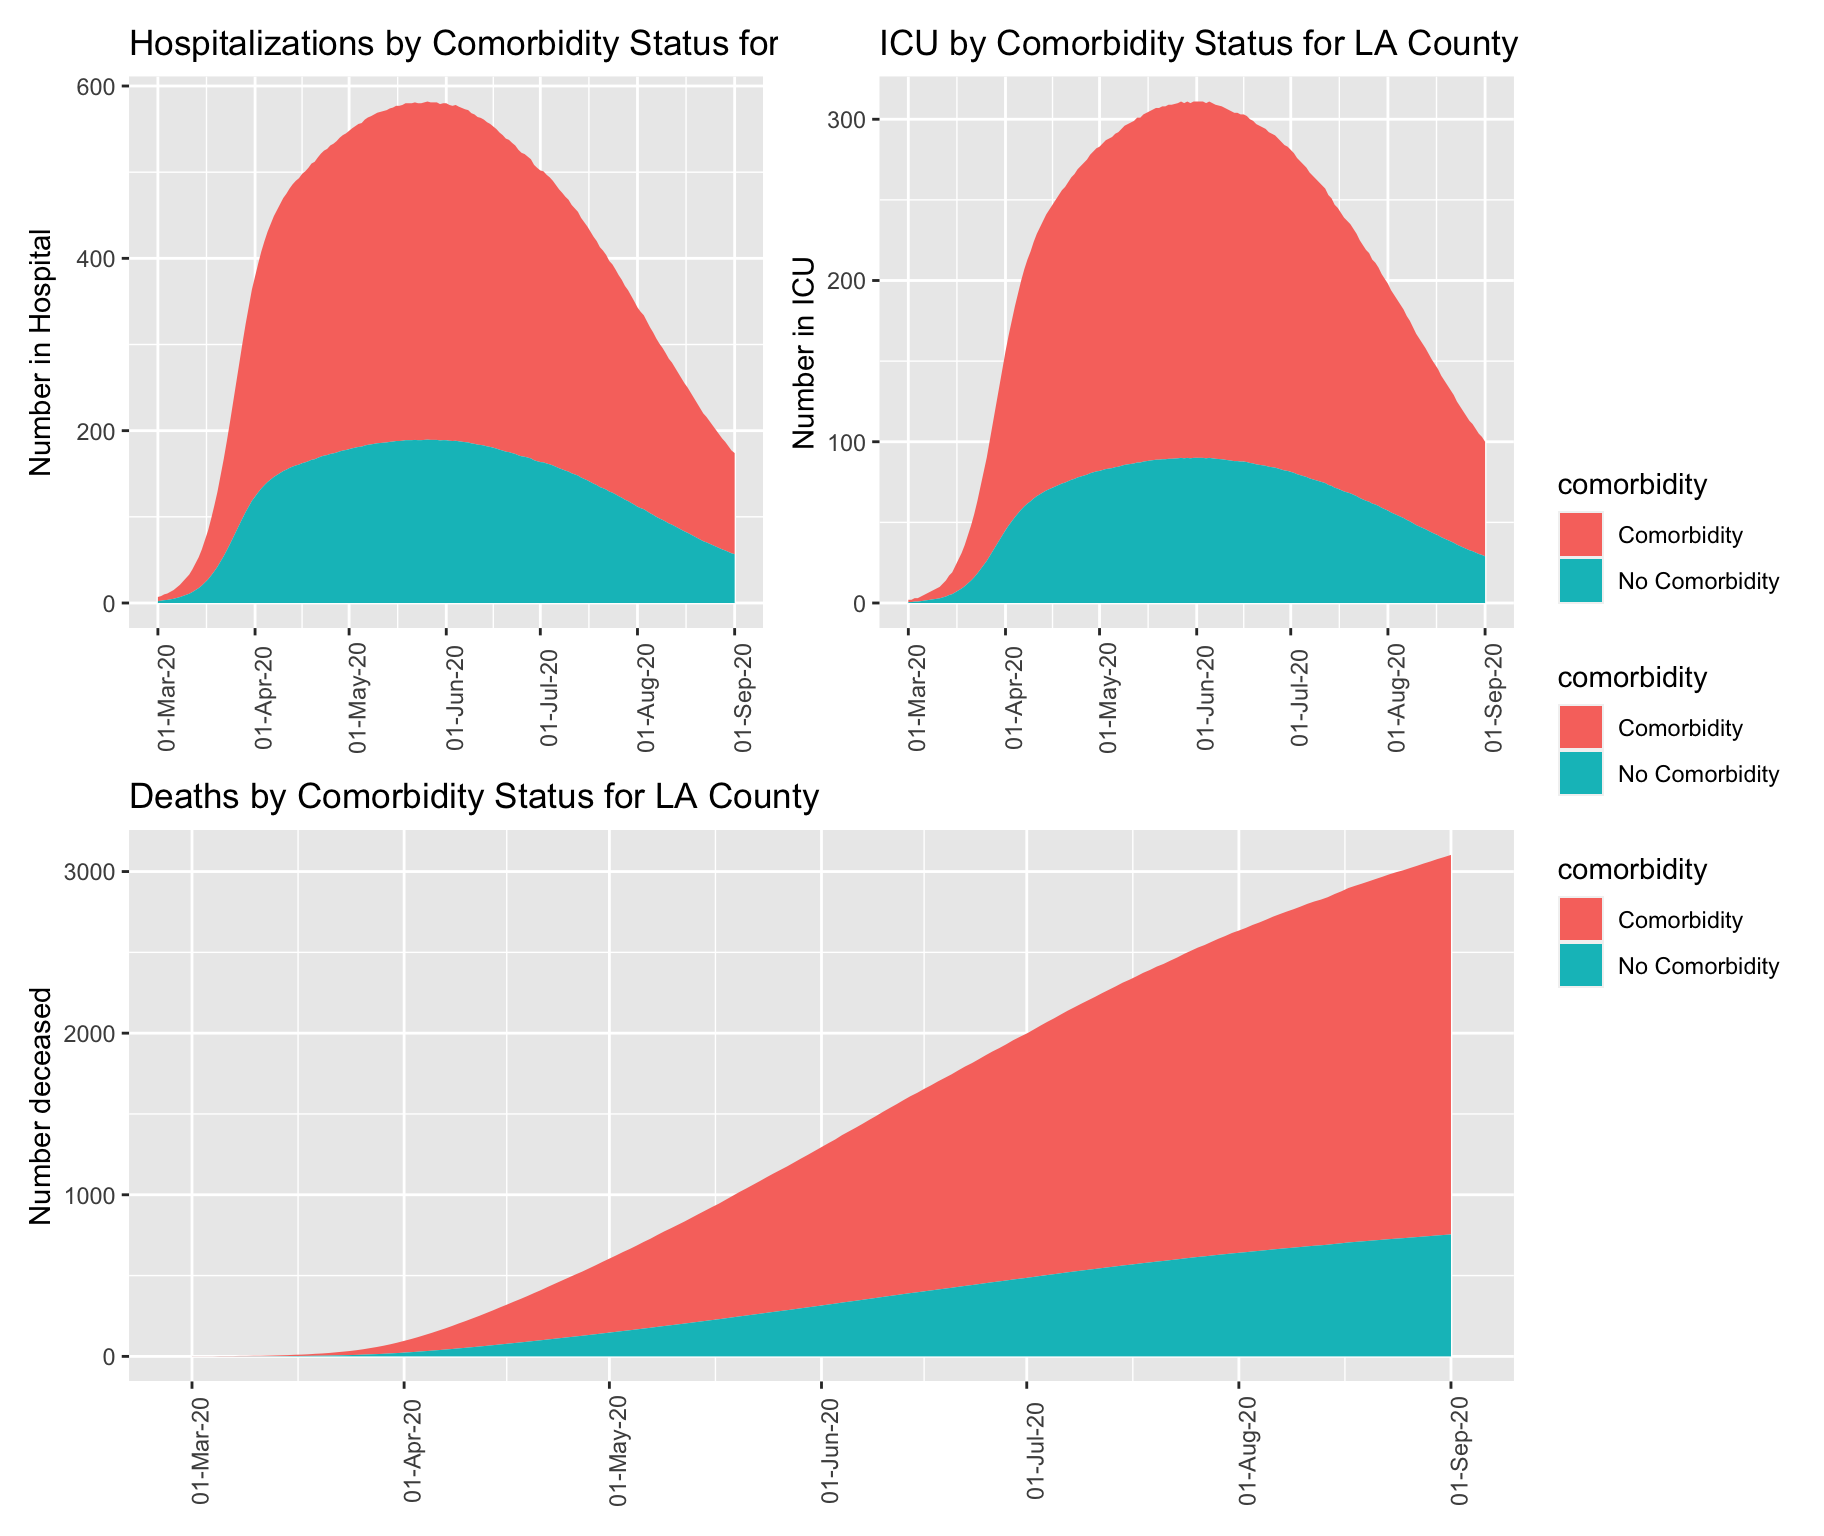 Hospitalizations by Comorbidity Status for
Number in Hospital
600
400
200
0
01-Mar-20
01-Apr-20
01-May-20
01-Jun-20
01-Jul-20
01-Aug-20
01-Sep-20
ICU by Comorbidity Status for LA County
Number in ICU
300
200
100
0
01-Mar-20
01-Apr-20
01-May-20
01-Jun-20
01-Jul-20
01-Aug-20
01-Sep-20
Deaths by Comorbidity Status for LA County
Number deceased
3000
2000
1000
0
01-Mar-20
01-Apr-20
01-May-20
01-Jun-20
01-Jul-20
01-Aug-20
01-Sep-20
comorbidity
Comorbidity
No Comorbidity
comorbidity
Comorbidity
No Comorbidity
comorbidity
Comorbidity
No Comorbidity